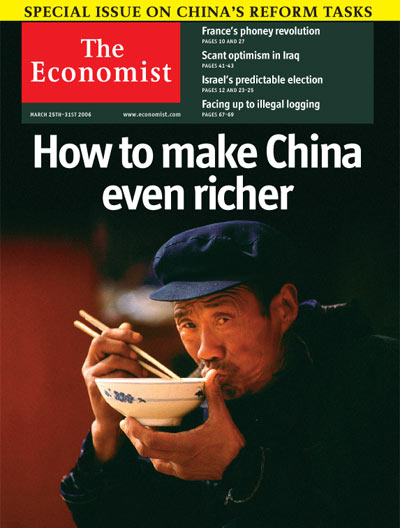 SPECIAL ISSUE ON CHINA'S REFORM TASKS
The
Economist
MARCH 25TH-31ST 2006
www.economist.com
France's phoney revolution
PAGES 10 AND 27
Scant optimism in Iraq
PAGES 41-43
Israel's predictable election
PAGES 12 AND 23-25
Facing up to illegal logging
PAGES 67-69
How to make China
even richer